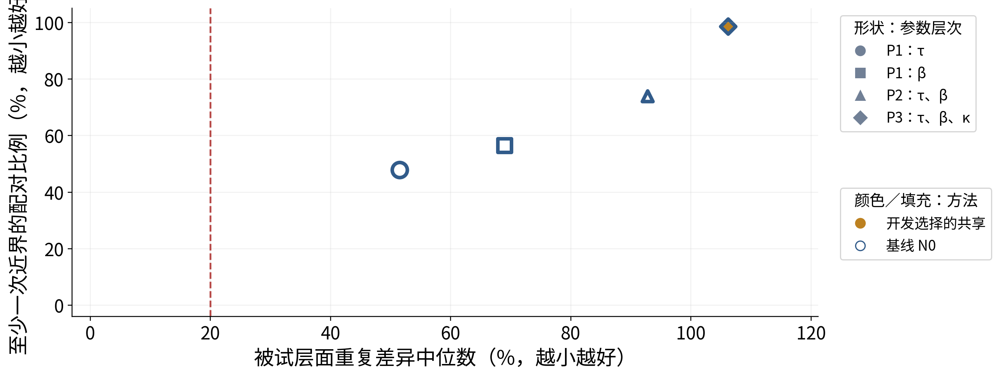 至少一次近界的配对比例（%，越小越好
100
80
60
40
20
0
0 20 40 60 80 100 120
被试层面重复差异中位数（%，越小越好）
形状：参数层次
P1：τ
P1：β
P2：τ、β
P3：τ、β、κ
颜色／填充：方法
开发选择的共享
基线 N0